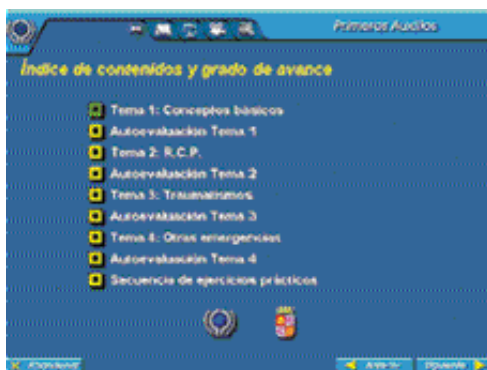 Primeros Auxilios
Índice de contenidos y grado de avance
Tema 1: Conceptos básicos
Autoevaluación Tema 1
Tema 2: R.C.P.
Autoevaluación Tema 2
Tema 3: Traumatismos
Autoevaluación Tema 3
Tema 4: Otras emergencias
Autoevaluación Tema 4
Secuencia de ejercicios prácticos
Anterior Siguiente